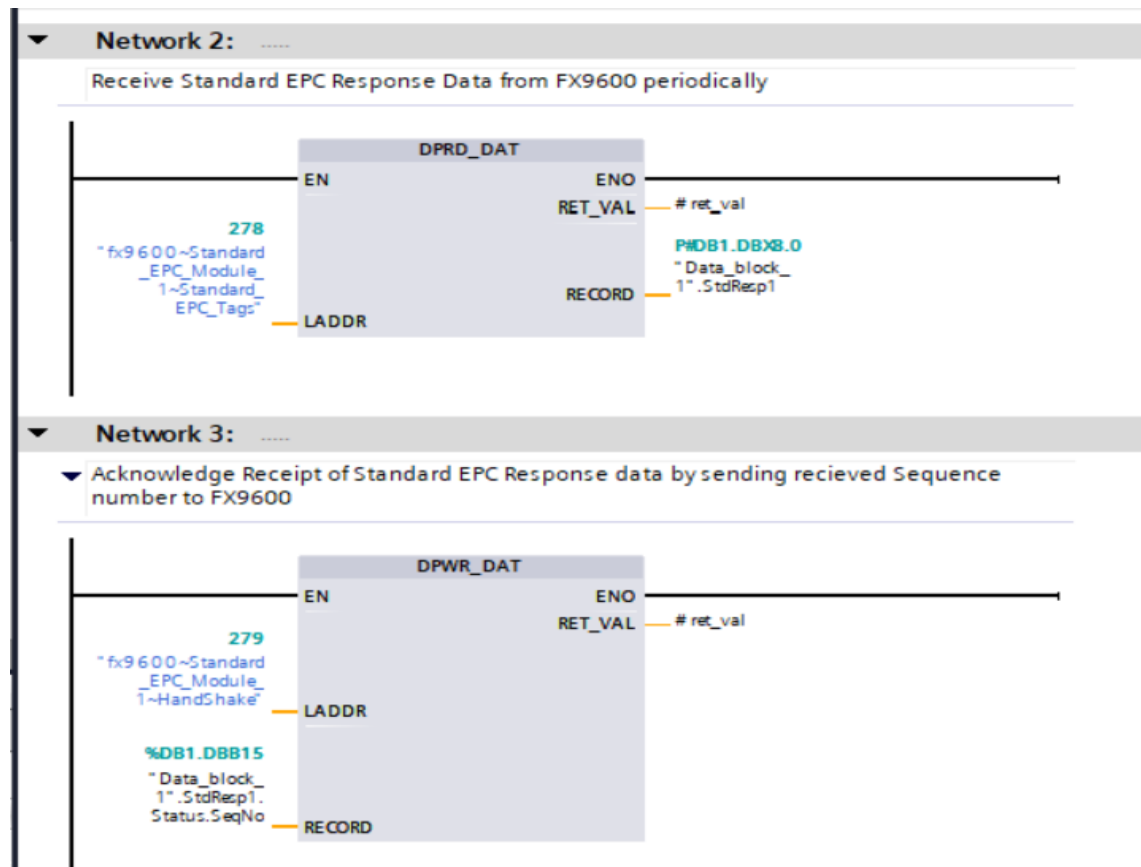 Network 2: .....
Receive Standard EPC Response Data from FX9600 periodically
DPRD_DAT
EN
ENO
RET_VAL
# ret_val
278
"fx9600~Standard
_EPC_Module_
1~Standard_
EPC_Tags"
LADDR
P#DB1.DBX8.0
"Data_block_
1".StdResp1
RECORD
Network 3: .....
Acknowledge Receipt of Standard EPC Response data by sending recieved Sequence
number to FX9600
DPWR_DAT
EN
ENO
RET_VAL
# ret_val
279
"fx9600~Standard
_EPC_Module_
1~HandShake"
LADDR
%DB1.DBB15
"Data_block_
1".StdResp1.
Status.SeqNo
RECORD